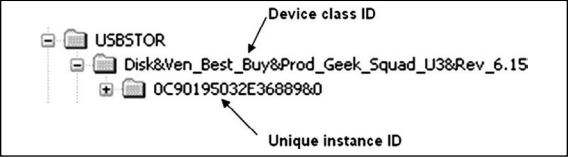 Device class ID
USBSTOR
Disk&Ven_Best_Buy&Prod_Geek_Squad_U3&Rev_6.15
0C90195032E36889&0
Unique instance ID